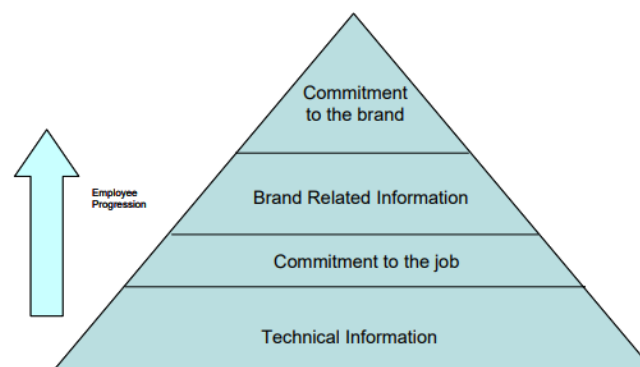 Commitment
to the brand
Employee
Progression
Brand Related Information
Commitment to the job
Technical Information